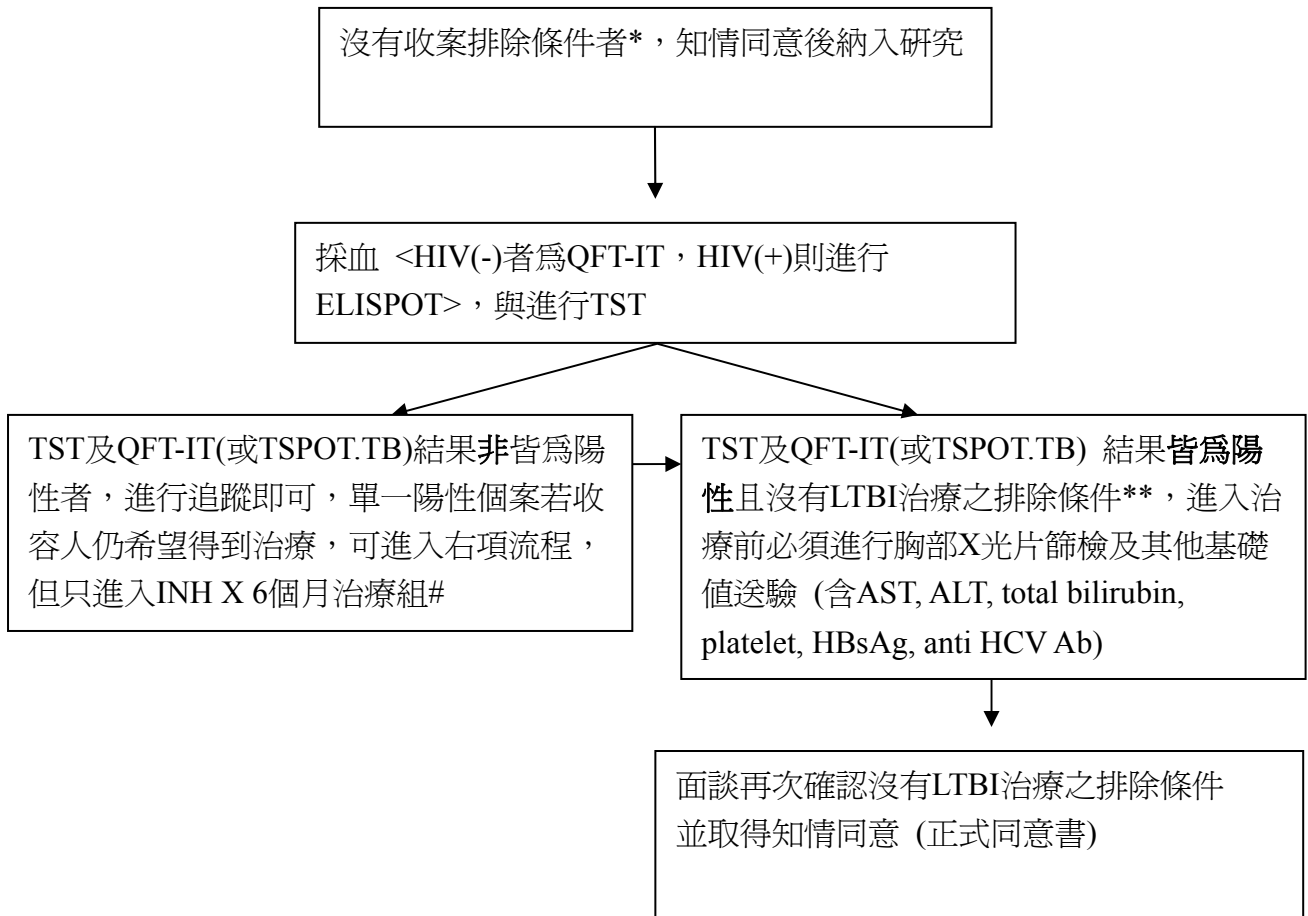 沒有收案排除條件者*，知情同意後納入研究
採血 <HIV(-)者爲QFT-IT，HIV(+)則進行
ELISPOT>，與進行TST
TST及QFT-IT(或TSPOT.TB)結果非皆爲陽
性者，進行追蹤即可，單一陽性個案若收
容人仍希望得到治療，可進入右項流程，
但只進入INH X 6個月治療組#
TST及QFT-IT(或TSPOT.TB) 結果皆爲陽
性且沒有LTBI治療之排除條件**，進入治
療前必須進行胸部X光片篩檢及其他基礎
值送驗 (含AST, ALT, total bilirubin,
platelet, HBsAg, anti HCV Ab)
面談再次確認沒有LTBI治療之排除條件
並取得知情同意 (正式同意書)